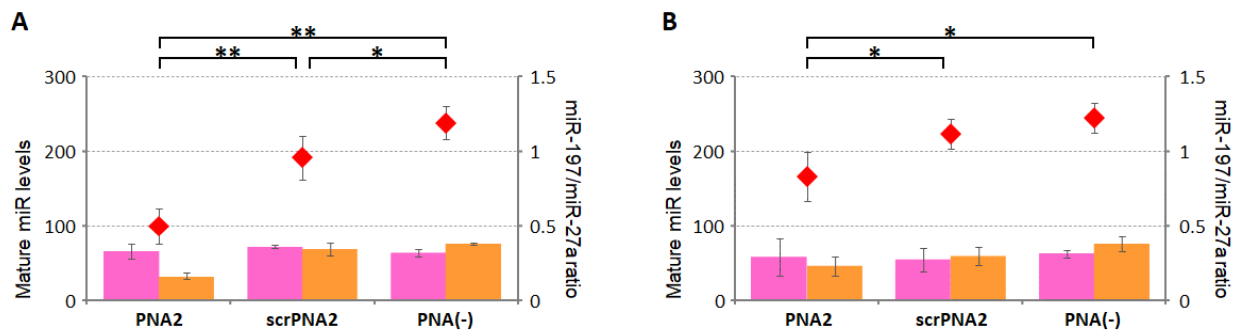 A
B
**
*
** *
*
300 1.5
300 1.5
200 1
200 1
100 0.5
100 0.5
0 0
0 0
Mature miR levels
miR-197/miR-27a ratio
Mature miR levels
miR-197/miR-27a ratio
PNA2 scrPNA2 PNA(-)
PNA2 scrPNA2 PNA(-)